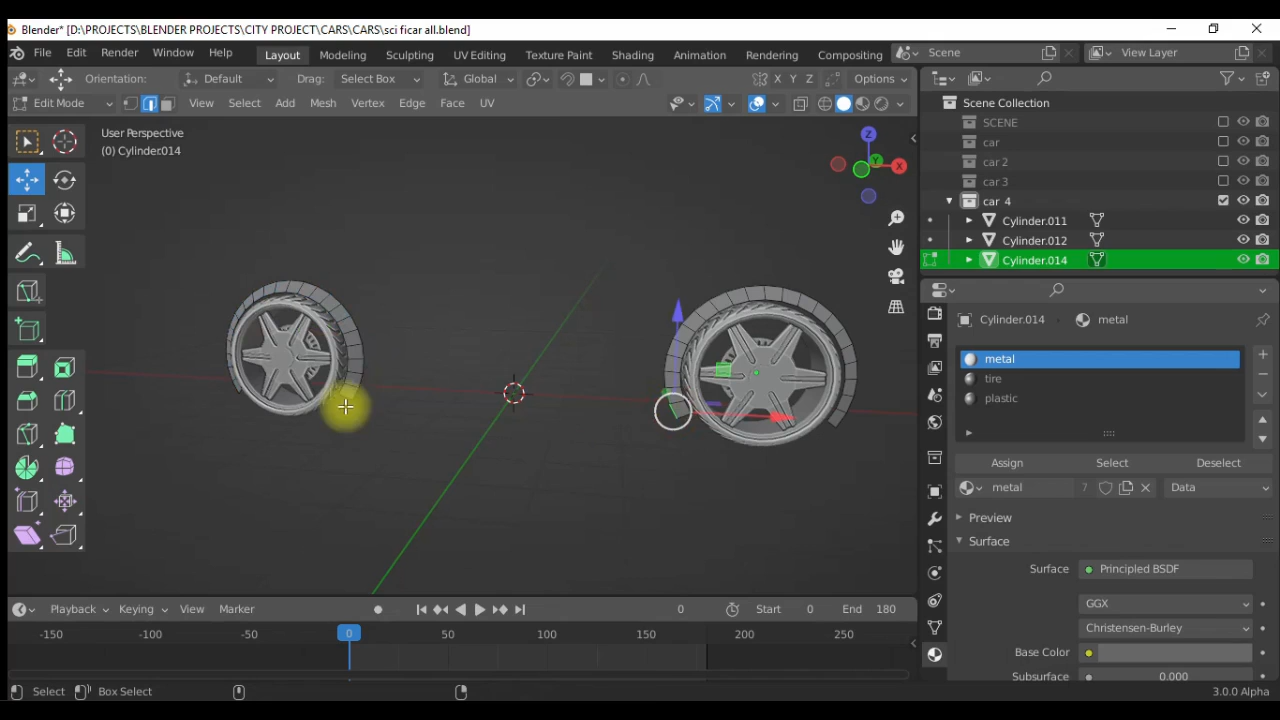 Blender* [D:\PROJECTS\BLENDER PROJECTS\CITY PROJECT\CARS\CARS\sci ficar all.blend]
File Edit Render Window Help Layout Modeling Sculpting UV Editing Texture Paint Shading Animation Rendering Compositing Scene View Layer
Orientation: Default Drag: Select Box Global X Y Z Options
Edit Mode View Select Add Mesh Vertex Edge Face UV
User Perspective
(0) Cylinder.014
Z
Y
X
Scene Collection
SCENE
car
car 2
car 3
car 4
Cylinder.011
Cylinder.012
Cylinder.014
Cylinder.014 metal
metal
tire
plastic
Assign Select Deselect
metal 7 Data
Preview
Surface
Surface Principled BSDF
GGX
Christensen-Burley
Base Color
Subsurface 0.000
Playback Keying View Marker 0 Start 0 End 180
-150 -100 -50 0 50 100 150 200 250
Select Box Select 3.0.0 Alpha